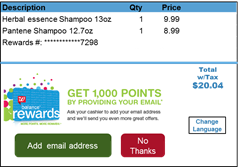 Description Qty Price
Herbal essence Shampoo 13oz 1 9.99
Pantene Shampoo 12.7oz 1 8.99
Rewards #: ************7298
Total
w/Tax
$20.04
balance
rewards
GET 1,000 POINTS
BY PROVIDING YOUR EMAIL*
Ask your cashier to add your email address
and we'll send you even more great offers.
Change
Language
Add email address
No
Thanks